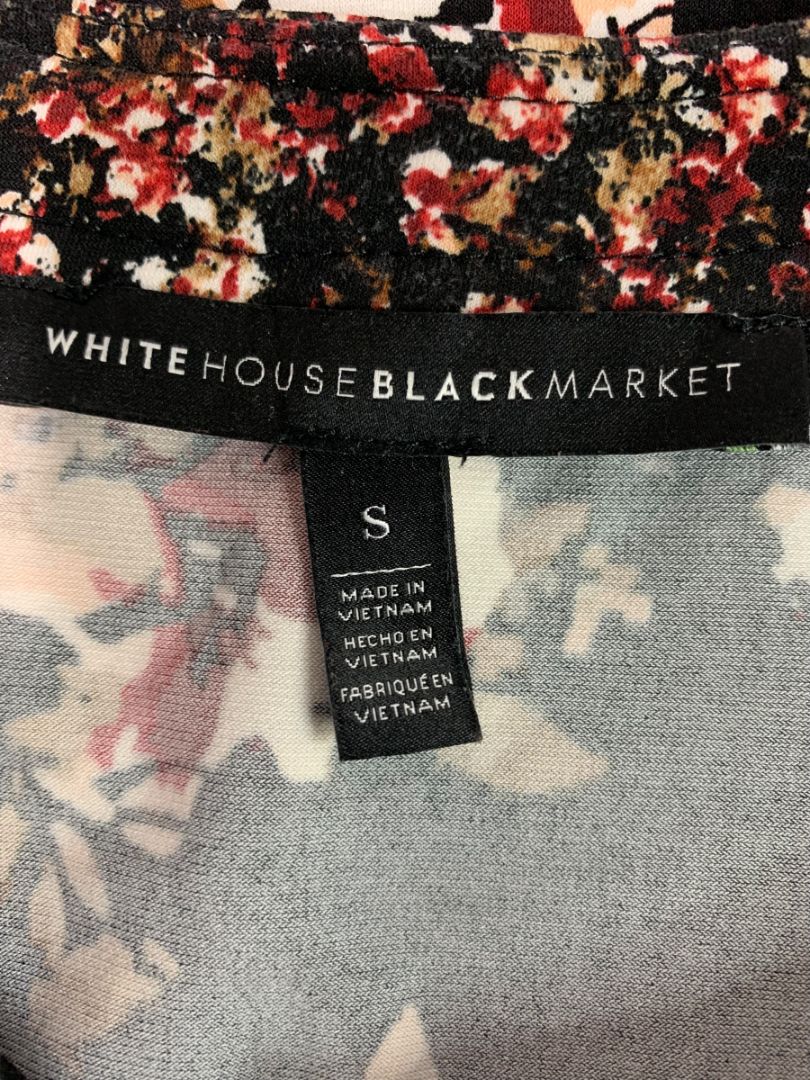 WHITE HOUSE BLACK MARKET
S
MADE IN
VIETNAM
HECHO EN
VIETNAM
FABRIQUÉ EN
VIETNAM